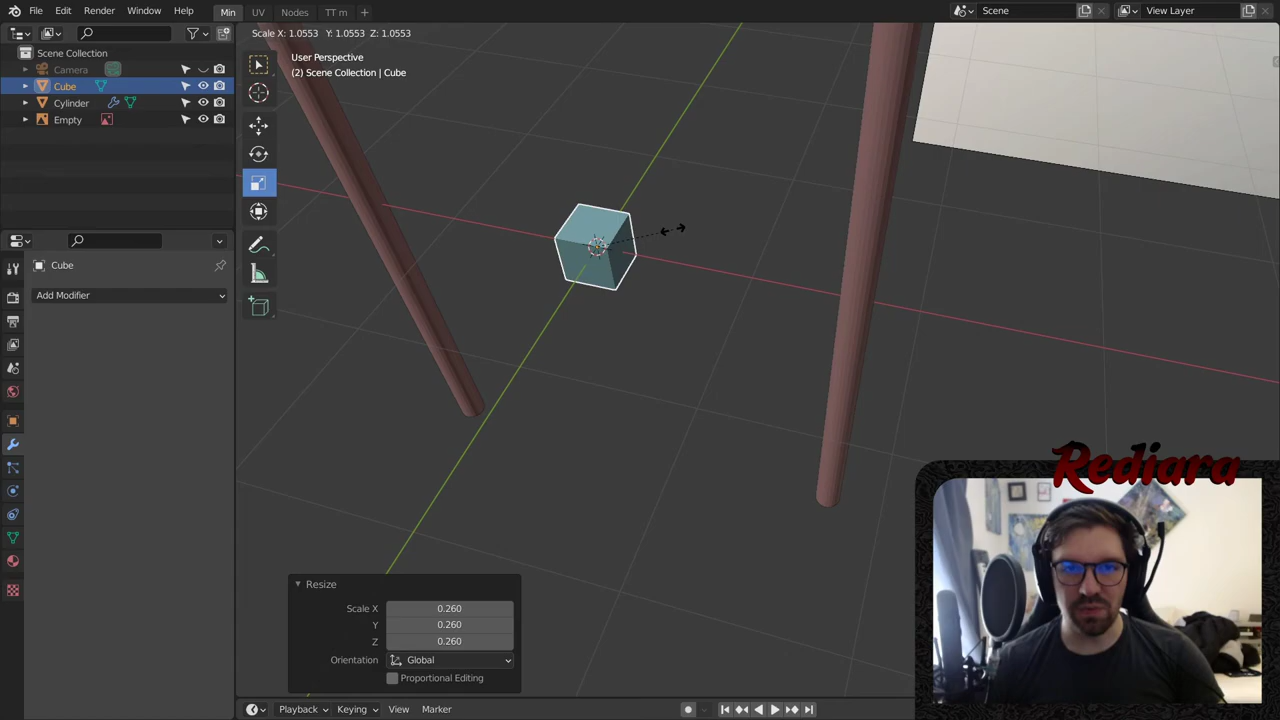 File Edit Render Window Help Min UV Nodes TT m Scene View Layer
Scale X: 1.0553 Y: 1.0553 Z: 1.0553
Scene Collection
User Perspective
(2) Scene Collection | Cube
Camera
Cube
Cylinder
Empty
Cube
Add Modifier
Rediara
Resize
Scale X 0.260
Y 0.260
Z 0.260
Orientation Global
Proportional Editing
Playback Keying View Marker